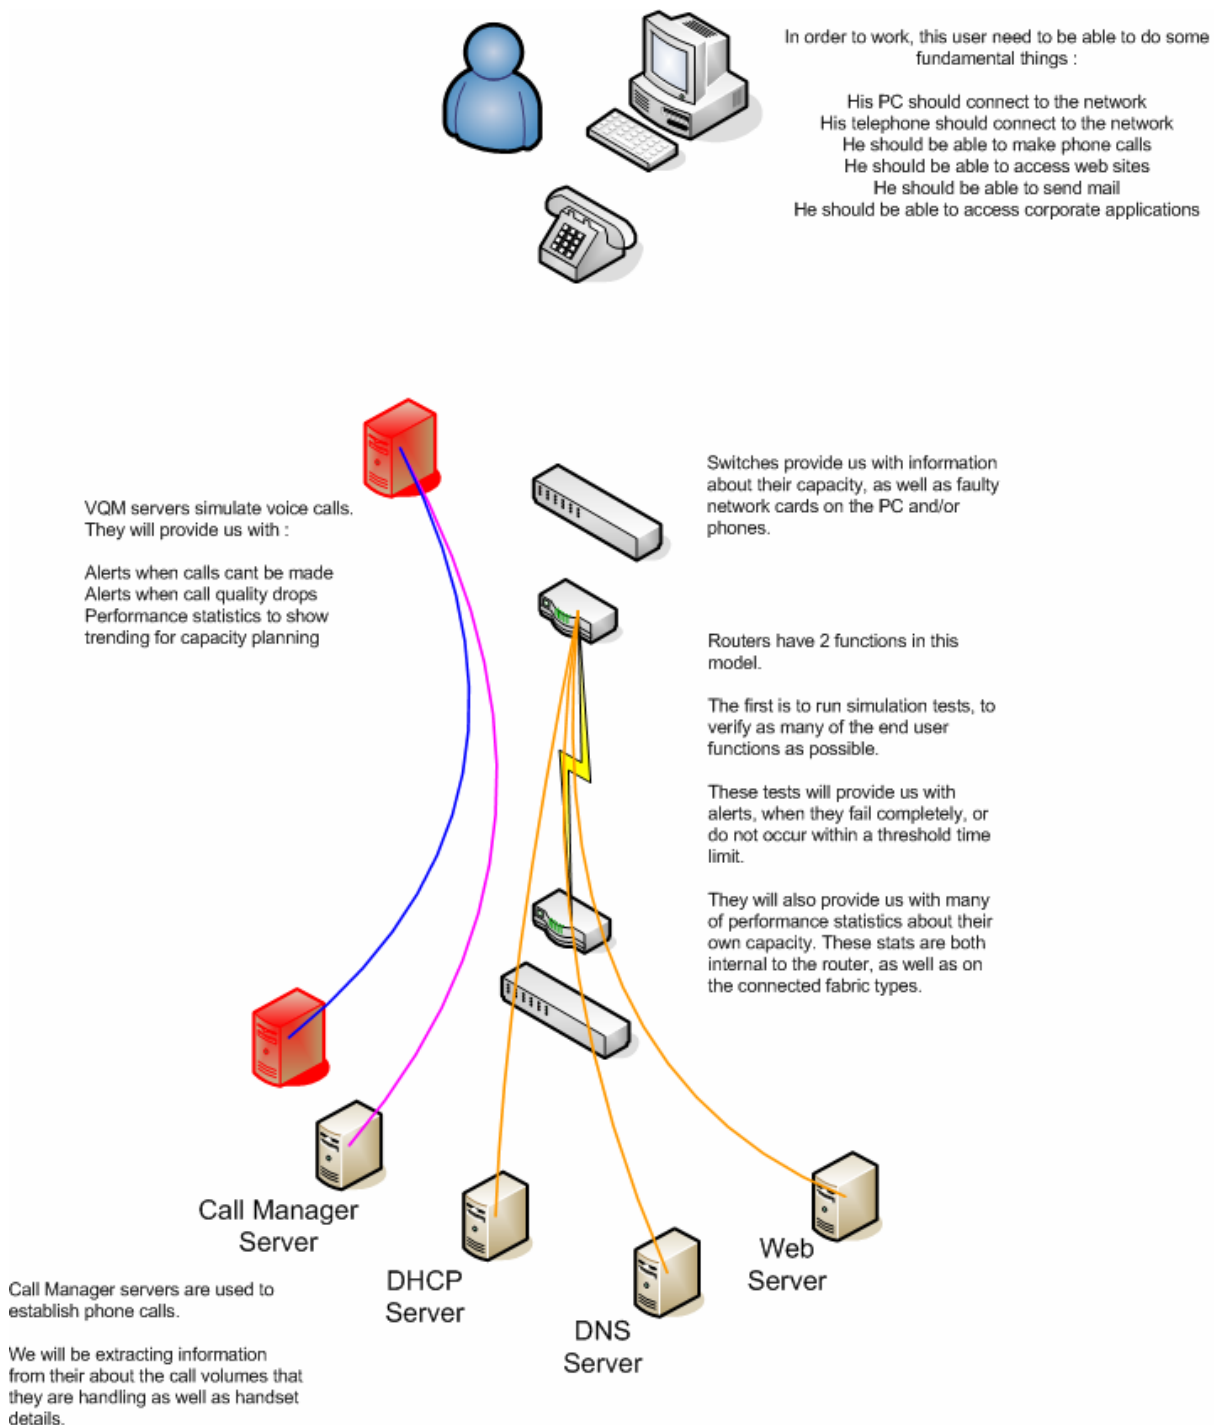 In order to work, this user need to be able to do some
fundamental things :
His PC should connect to the network
His telephone should connect to the network
He should be able to make phone calls
He should be able to access web sites
He should be able to send mail
He should be able to access corporate applications
Switches provide us with information
about their capacity, as well as faulty
network cards on the PC and/or
phones.
VQM servers simulate voice calls.
They will provide us with :
Alerts when calls cant be made
Alerts when call quality drops
Performance statistics to show
trending for capacity planning
Routers have 2 functions in this
model.
The first is to run simulation tests, to
verify as many of the end user
functions as possible.
These tests will provide us with
alerts, when they fail completely, or
do not occur within a threshold time
limit.
They will also provide us with many
of performance statistics about their
own capacity. These stats are both
internal to the router, as well as on
the connected fabric types.
Call Manager
Server
DHCP
Server
DNS
Server
Web
Server
Call Manager servers are used to
establish phone calls.
We will be extracting information
from their about the call volumes that
they are handling as well as handset
details.